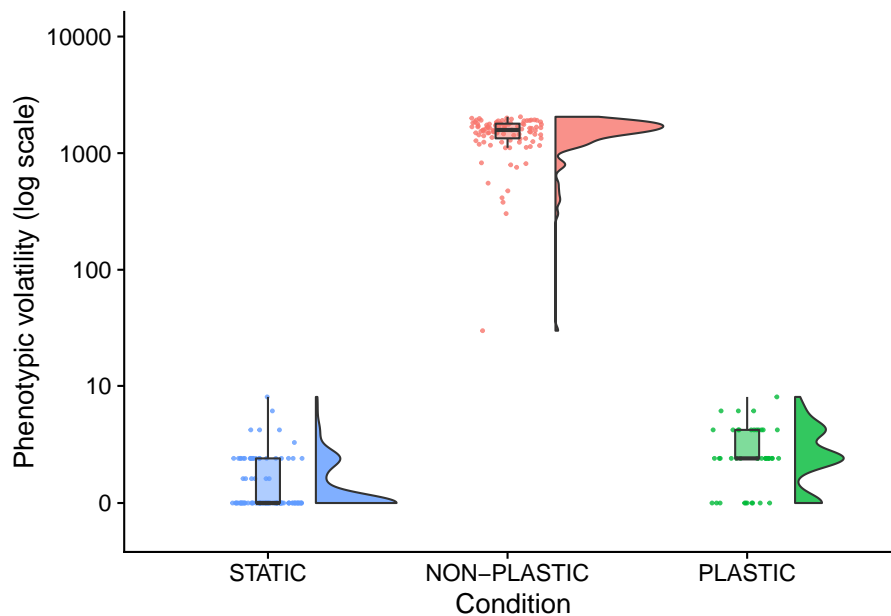 Phenotypic volatility (log scale)
10000
1000
100
10
0
STATIC
NON−PLASTIC
PLASTIC
Condition